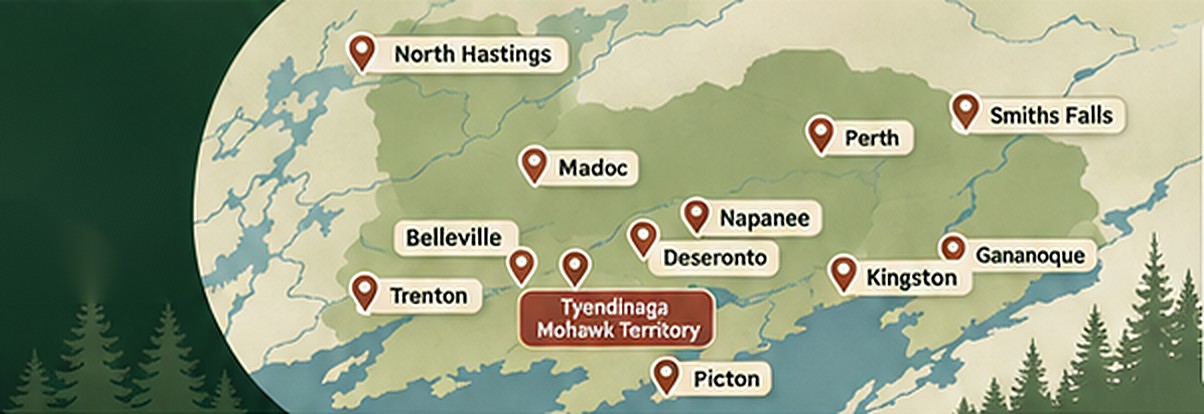 North Hastings
Smiths Falls
Perth
Madoc
Napanee
Belleville
Deseronto
Gananoque
Kingston
Trenton
Tyendinaga
Mohawk Territory
Picton